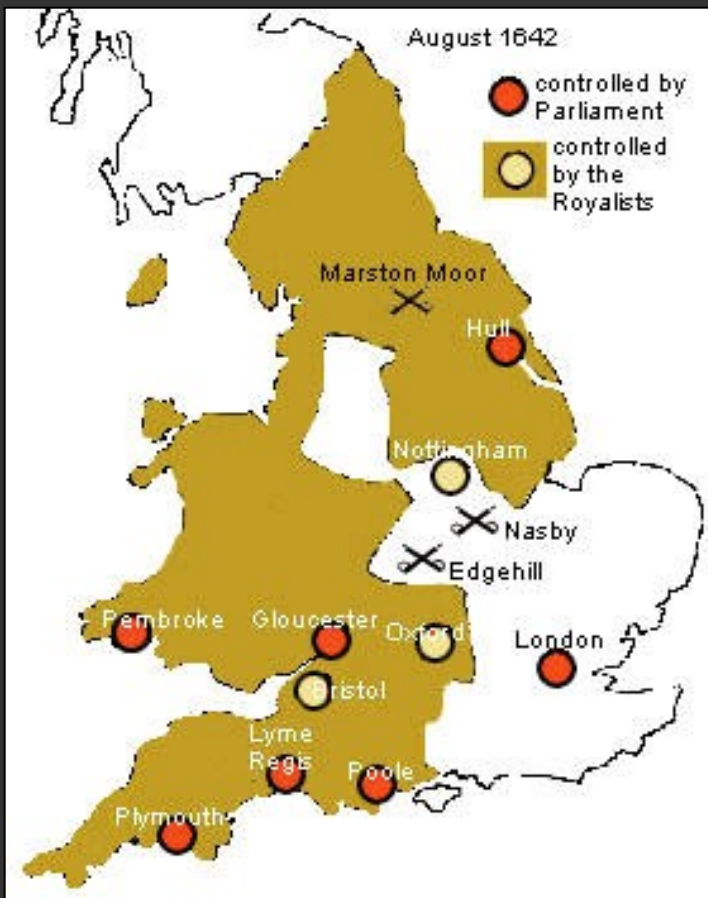 August 1642
controlled by
Parliament
controlled
by the
Royalists
Marston Moor
Hull
Nottingham
Nasby
Edgehill
Pembroke
Gloucester
Oxford
London
Bristol
Lyme
Regis
Poole
Plymouth